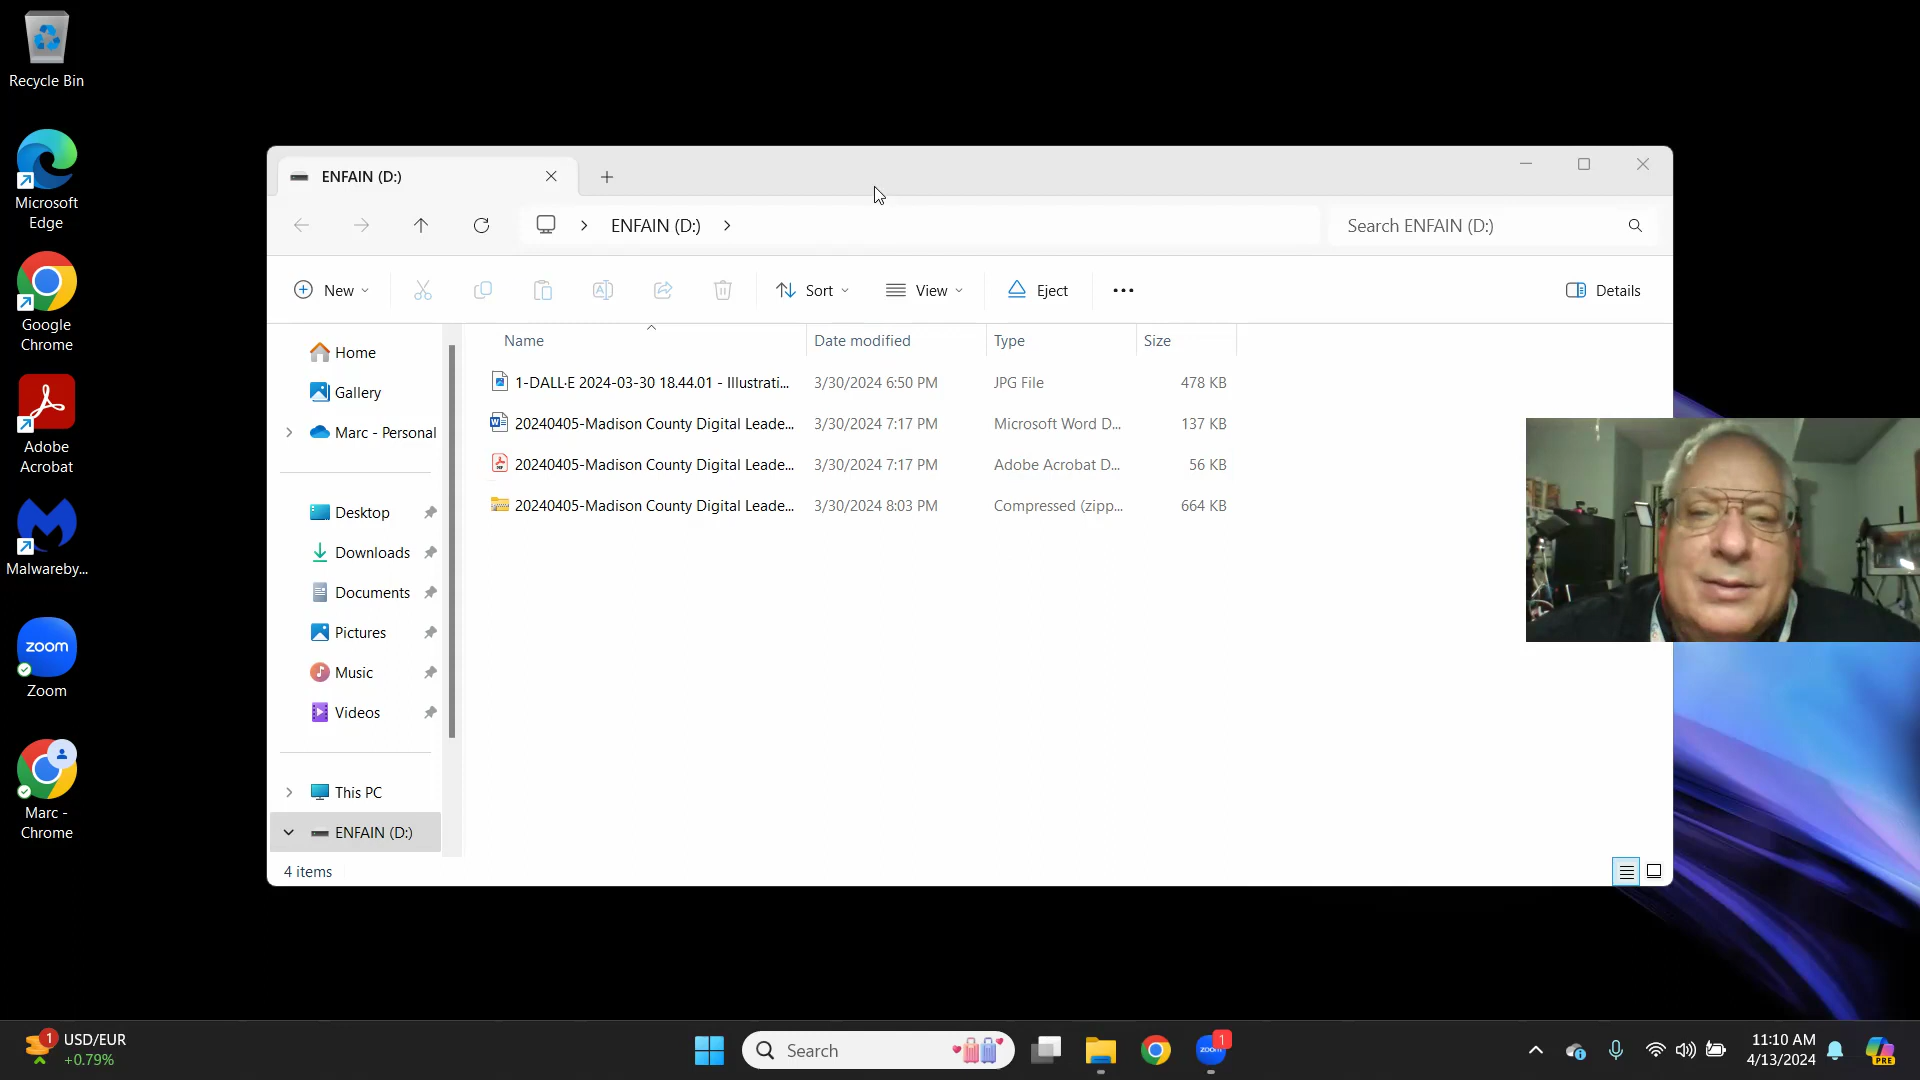 Recycle Bin
Microsoft
Edge
Google
Chrome
Adobe
Acrobat
Malwareby...
zoom
Zoom
Marc -
Chrome
ENFAIN (D:)
ENFAIN (D:)
Search ENFAIN (D:)
New
Sort
View
Eject
Details
Name
Date modified
Type
Size
1-DALL·E 2024-03-30 18.44.01 - Illustrati...
3/30/2024 6:50 PM
JPG File
478 KB
20240405-Madison County Digital Leade...
3/30/2024 7:17 PM
Microsoft Word D...
137 KB
20240405-Madison County Digital Leade...
3/30/2024 7:17 PM
Adobe Acrobat D...
56 KB
20240405-Madison County Digital Leade...
3/30/2024 8:03 PM
Compressed (zipp...
664 KB
Home
Gallery
Marc - Personal
Desktop
Downloads
Documents
Pictures
Music
Videos
This PC
ENFAIN (D:)
4 items
1
USD/EUR
+0.79%
Search
zoom
1
11:10 AM
4/13/2024
PRE